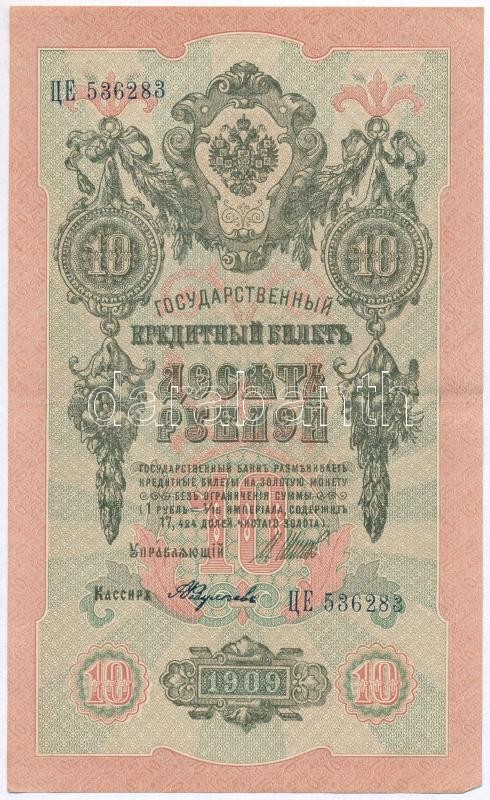 ЦЕ 536283
10
10
ГОСУДАРСТВЕННЫЙ
КРЕДИТНЫЙ БИЛЕТЪ
ДЕСЯТЬ
РУБЛЕЙ
darabanth
ГОСУДАРСТВЕННЫЙ БАНКЪ РАЗМѢНИВАЕТЪ
КРЕДИТНЫЕ БИЛЕТЫ НА ЗОЛОТУЮ МОНЕТУ
БЕЗЪ ОГРАНИЧЕНІЯ СУММЫ
(1 РУБЛЬ = 1/15 ИМПЕРІАЛА, СОДЕРЖИТЪ
17,424 ДОЛЕЙ ЧИСТАГО ЗОЛОТА).
10
УПРАВЛЯЮЩІЙ
КАССИРЪ
ЦЕ 536283
10
1909
10